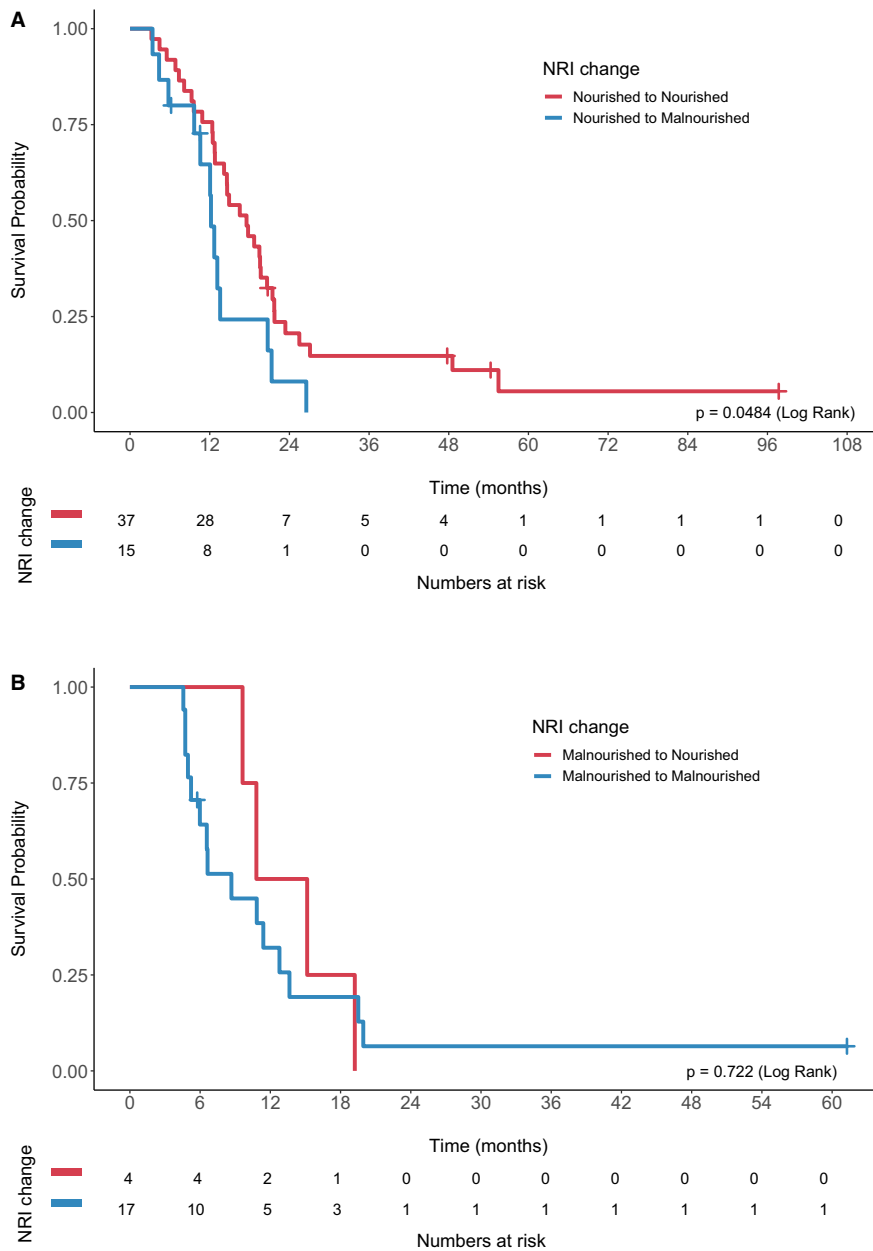 A
1.00
0.75
0.50
0.25
0.00
Survival Probability
NRI change
Nourished to Nourished
Nourished to Malnourished
p = 0.0484 (Log Rank)
0 12 24 36 48 60 72 84 96 108
Time (months)
NRI change
37 28 7 5 4 1 1 1 1 0
15 8 1 0 0 0 0 0 0 0
Numbers at risk
B
1.00
0.75
0.50
0.25
0.00
Survival Probability
NRI change
Malnourished to Nourished
Malnourished to Malnourished
p = 0.722 (Log Rank)
0 6 12 18 24 30 36 42 48 54 60
Time (months)
NRI change
4 4 2 1 0 0 0 0 0 0 0
17 10 5 3 1 1 1 1 1 1 1
Numbers at risk